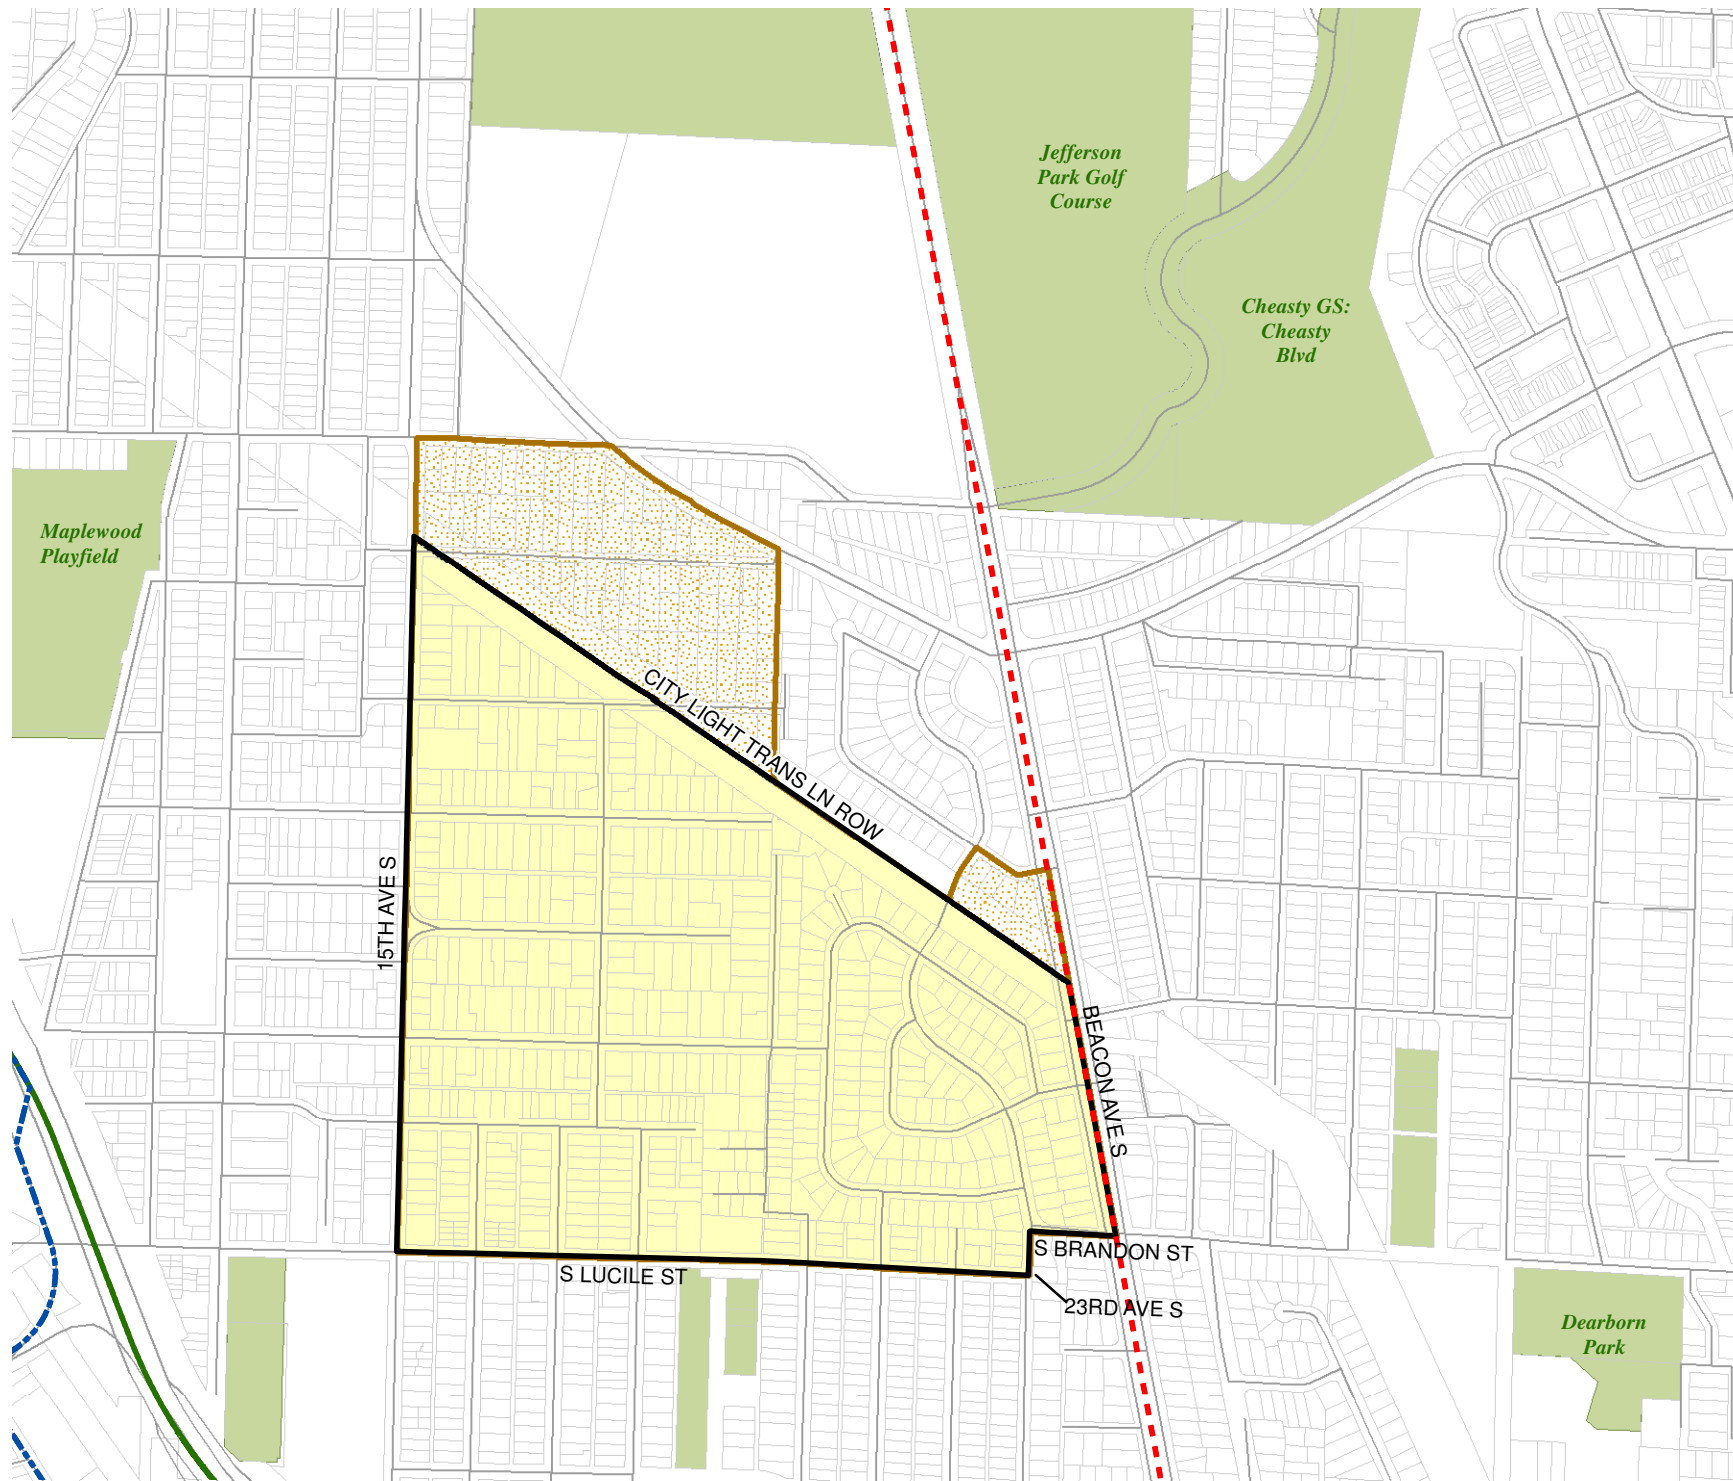 Jefferson
Park Golf
Course
Cheasty GS:
Cheasty
Blvd
Maplewood
Playfield
CITY LIGHT TRANS LN ROW
15TH AVE S
BEACON AVE S
S BRANDON ST
S LUCILE ST
23RD AVE S
Dearborn
Park